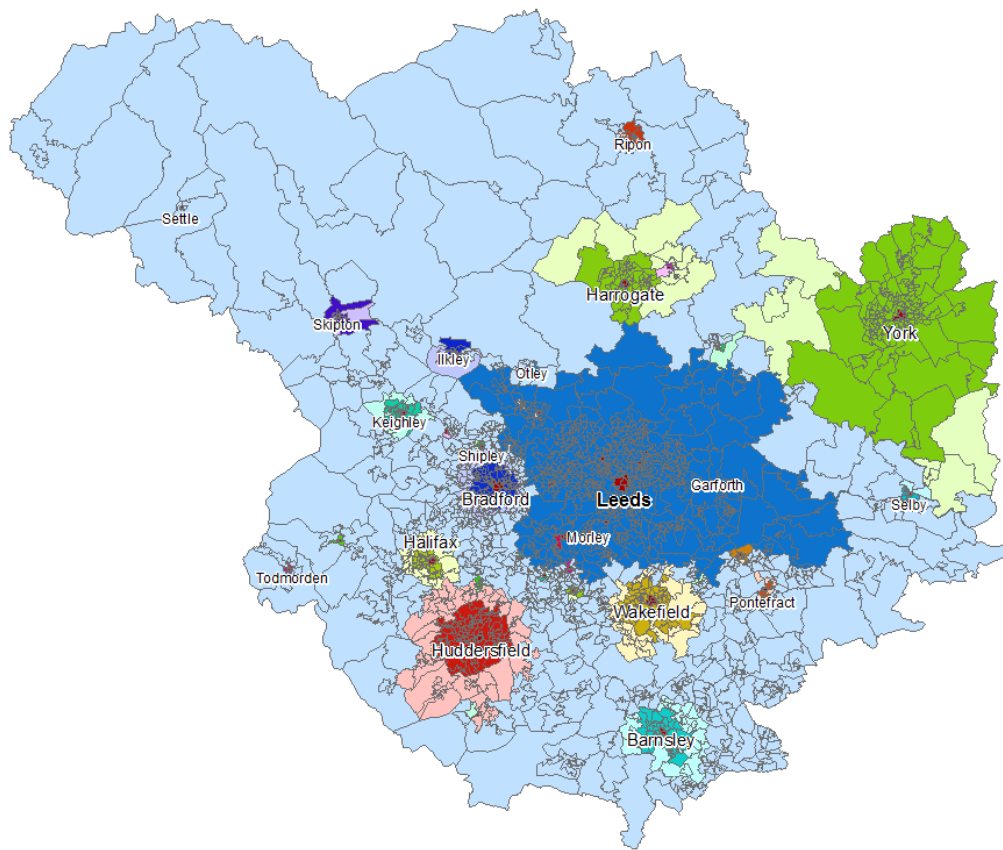 Ripon
Settle
Harrogate
York
Skipton
Ilkley
Otley
Keighley
Shipley
Bradford
Leeds
Garforth
Selby
Morley
Halifax
Todmorden
Wakefield
Pontefract
Huddersfield
Barnsley